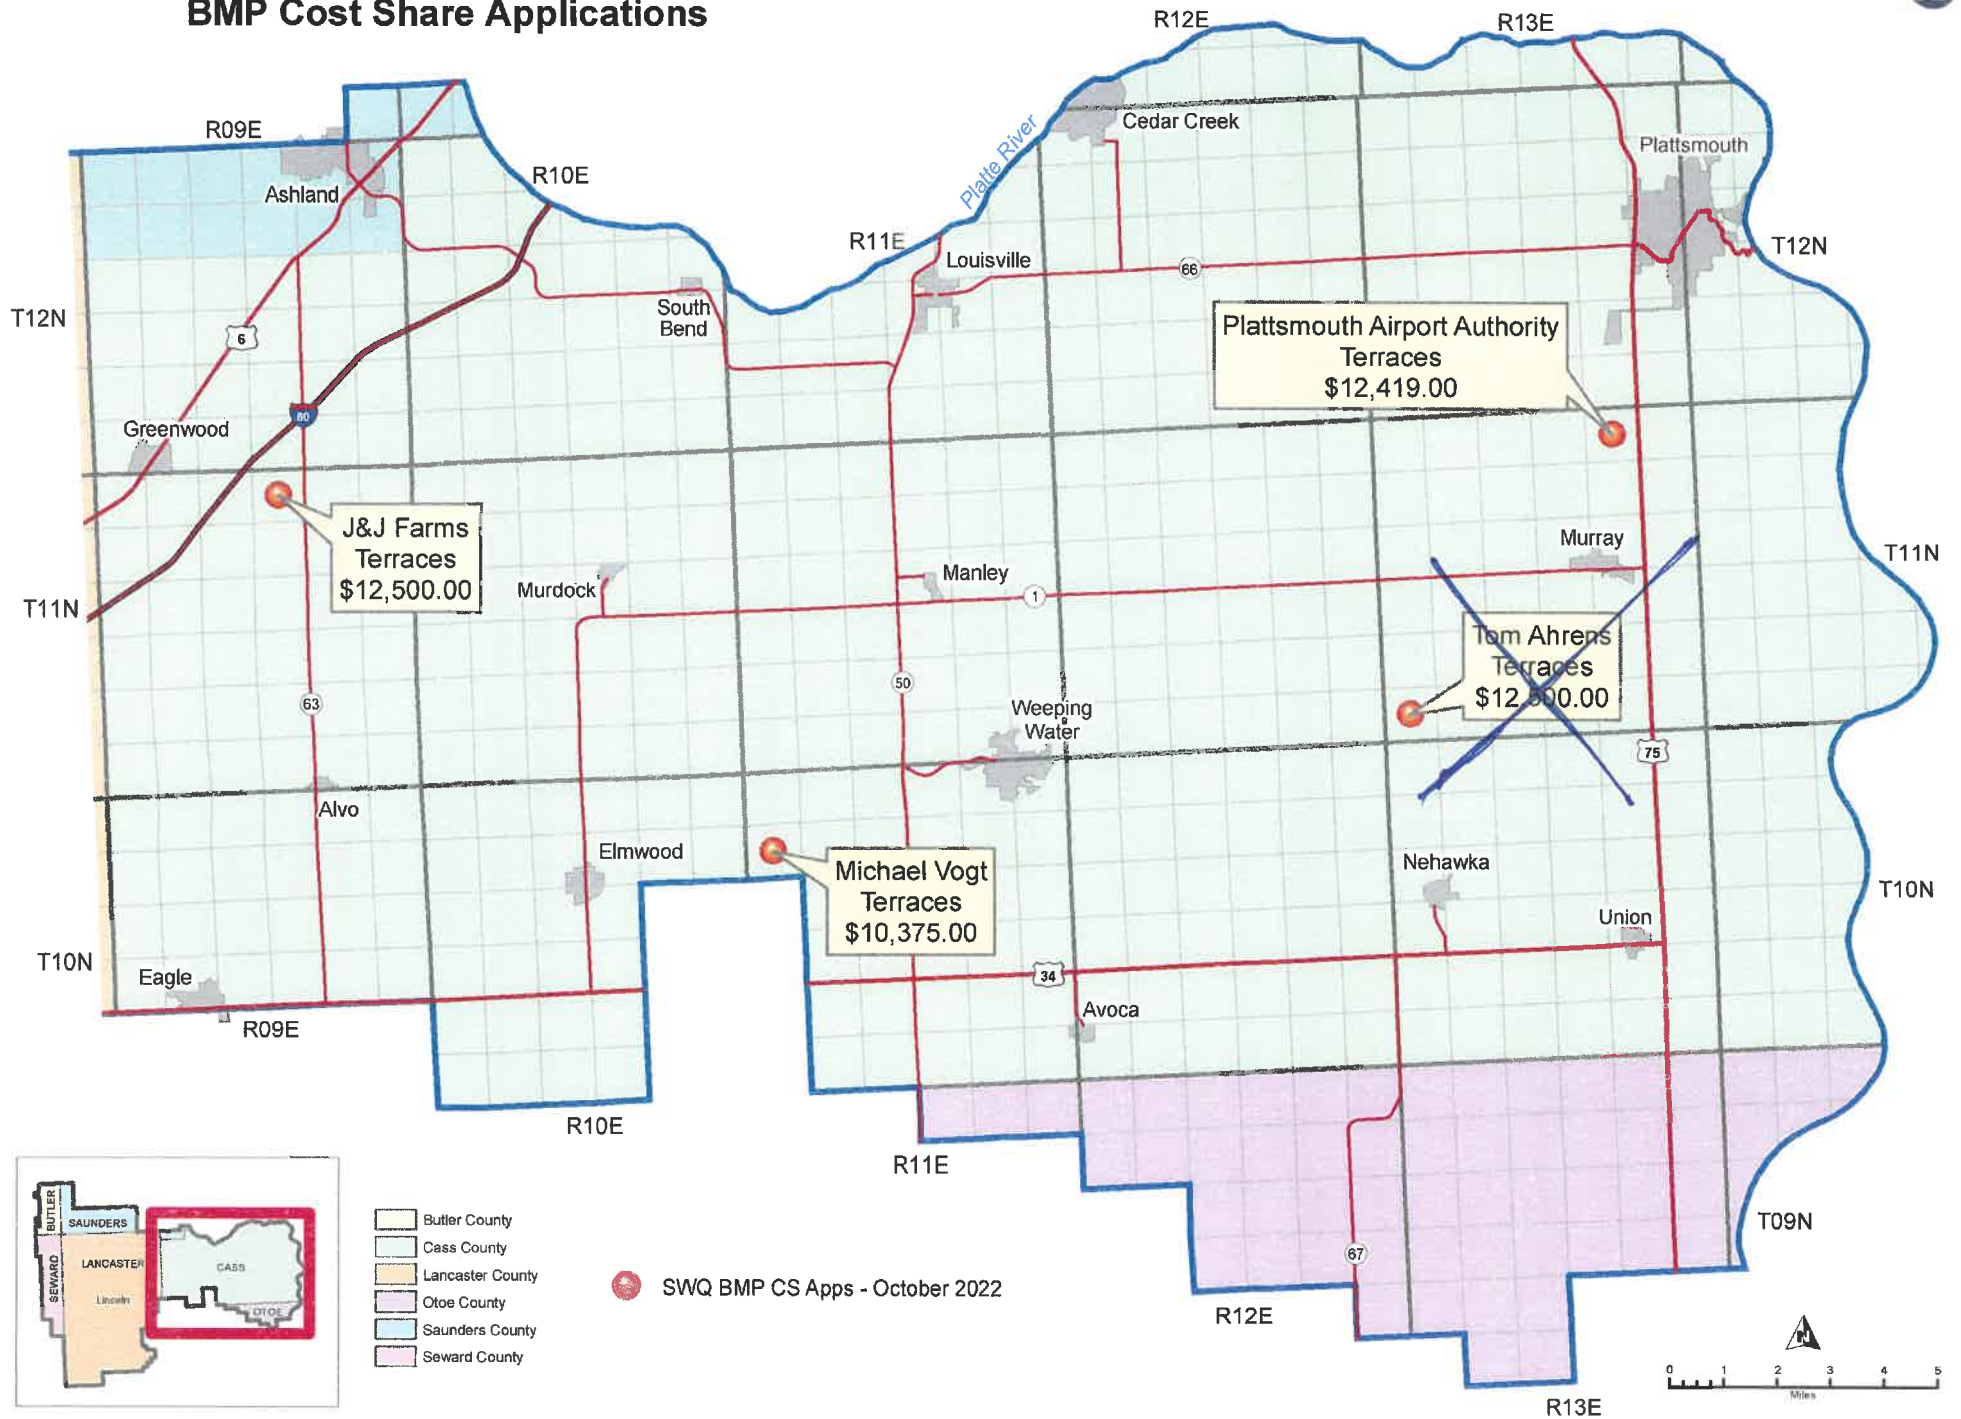 BMP Cost Share Applications
R12E
R13E
R09E
Cedar Creek
Platte River
Plattsmouth
R10E
Ashland
R11E
Louisville
T12N
66
South
Bend
T12N
6
Plattsmouth Airport Authority
Terraces
$12,419.00
80
Greenwood
J&J Farms
Terraces
$12,500.00
Murray
T11N
Murdock
Manley
1
T11N
Tom Ahrens
Terraces
$12,500.00
50
63
Weeping
Water
75
Alvo
Elmwood
Michael Vogt
Terraces
$10,375.00
Nehawka
T10N
Union
T10N
Eagle
34
R09E
Avoca
R10E
R11E
BUTLER
SAUNDERS
SEWARD
LANCASTER
Lincoln
CASS
OTOE
Butler County
Cass County
Lancaster County
Otoe County
Saunders County
Seward County
SWQ BMP CS Apps - October 2022
T09N
67
R12E
N
0 1 2 3 4 5
Miles
R13E